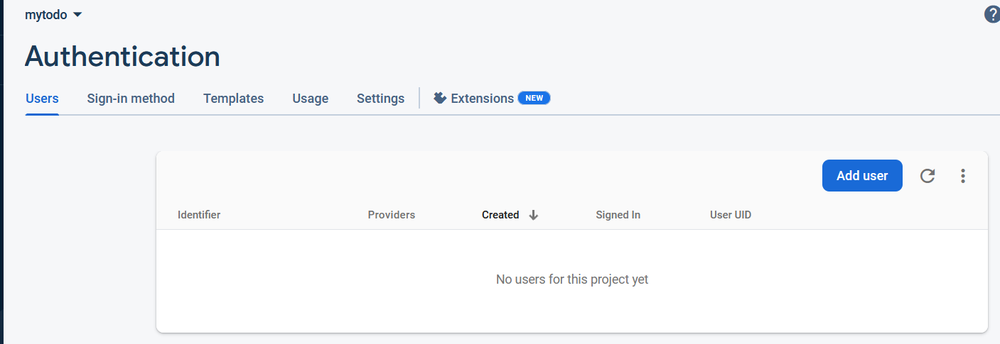 mytodo
?
Authentication
Users Sign-in method Templates Usage Settings Extensions NEW
Add user
Identifier Providers Created Signed In User UID
No users for this project yet